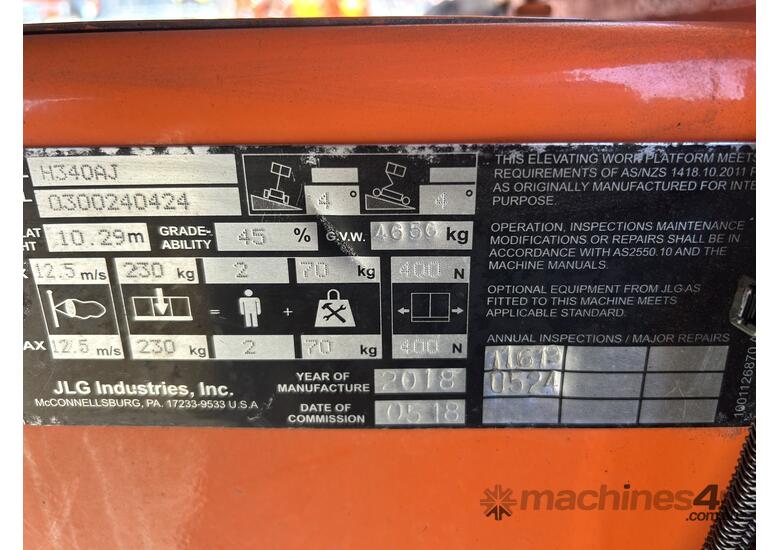 H340AJ
0300240424
4° 4°
10.29m GRADE-ABILITY 45 % G.V.W. 4656 kg
12.5 m/s 230 kg 2 70 kg 400 N
= +
AX 12.5 m/s 230 kg 2 70 kg 400 N
JLG Industries, Inc.
McCONNELLSBURG, PA. 17233-9533 U.S.A
YEAR OF MANUFACTURE 2018
DATE OF COMMISSION 0518
THIS ELEVATING WORK PLATFORM MEETS
REQUIREMENTS OF AS/NZS 1418.10.2011
AS ORIGINALLY MANUFACTURED FOR INTE
PURPOSE.
OPERATION, INSPECTIONS MAINTENANCE
MODIFICATIONS OR REPAIRS SHALL BE IN
ACCORDANCE WITH AS2550.10 AND THE
MACHINE MANUALS.
OPTIONAL EQUIPMENT FROM JLG-AS
FITTED TO THIS MACHINE MEETS
APPLICABLE STANDARD.
ANNUAL INSPECTIONS / MAJOR REPAIRS
0524
1001126870
machines4
.com